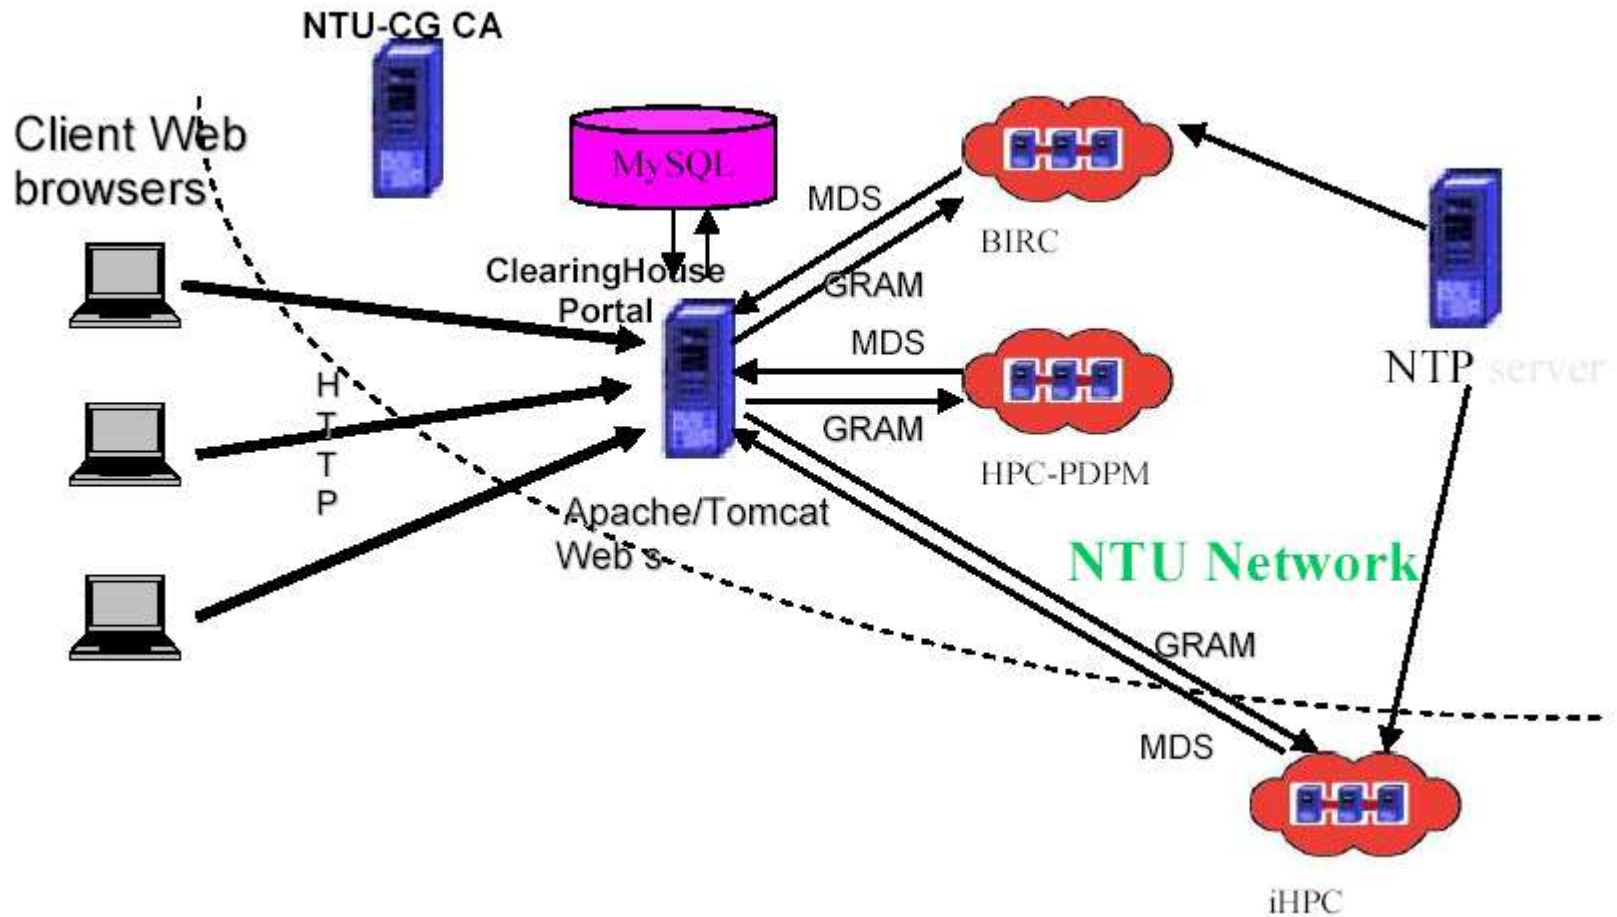 NTU-CG CA
Client Web
browsers
MySQL
MDS
BIRC
ClearingHouse
Portal
GRAM
MDS
NTP server
H
T
T
P
GRAM
HPC-PDPM
Apache/Tomcat
Web s
NTU Network
GRAM
MDS
iHPC